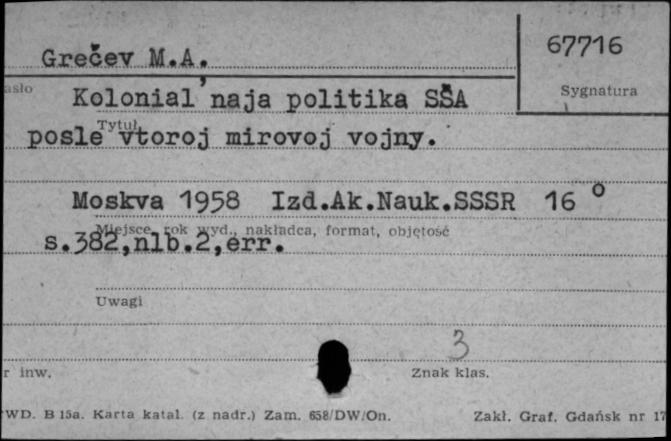 Grečev M.A.
67716
asło
Sygnatura
Kolonial'naja politika SŠA
Tytuł
posle vtoroj mirovoj vojny.
Moskva 1958 Izd.Ak.Nauk.SSSR 16°
Miejsce, rok wyd., nakładca, format, objętość
s.382,nlb.2,err.
Uwagi
3
r inw.
Znak klas.
WD. B 15a. Karta katal. (z nadr.) Zam. 658/DW/On.
Zakł. Graf. Gdańsk nr 17